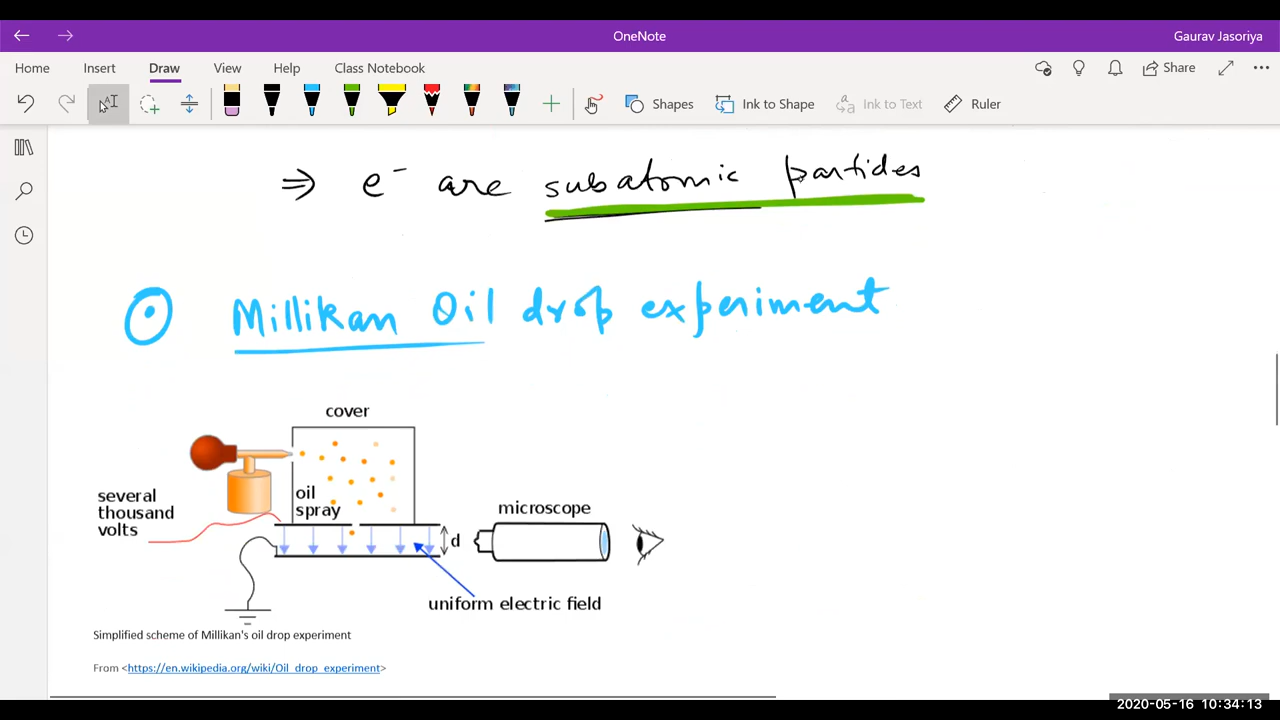 OneNote
Gaurav Jasoriya
Home Insert Draw View Help Class Notebook Share
Shapes Ink to Shape Ink to Text Ruler
⇒ e⁻ are subatomic particles
Millikan Oil drop experiment
cover
oil
spray
several
thousand
volts
microscope
d
uniform electric field
Simplified scheme of Millikan's oil drop experiment
From <https://en.wikipedia.org/wiki/Oil_drop_experiment>
2020-05-16 10:34:13